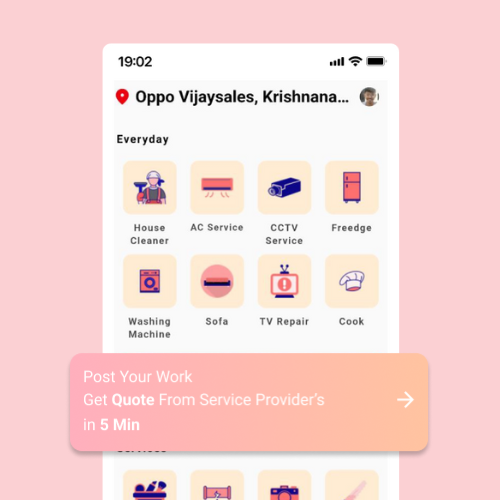 19:02
Oppo Vijaysales, Krishnana...
Everyday
House Cleaner
AC Service
CCTV Service
Freedge
Washing Machine
Sofa
TV Repair
Cook
Post Your Work
Get Quote From Service Provider's
in 5 Min